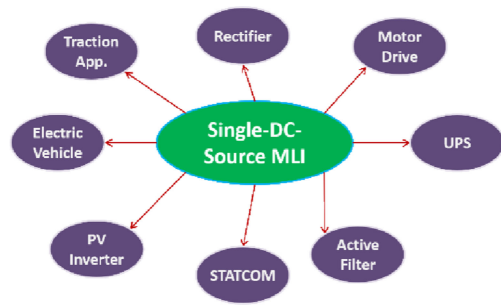 Traction
App.
Rectifier
Motor
Drive
Electric
Vehicle
Single-DC-
Source MLI
UPS
PV
Inverter
STATCOM
Active
Filter